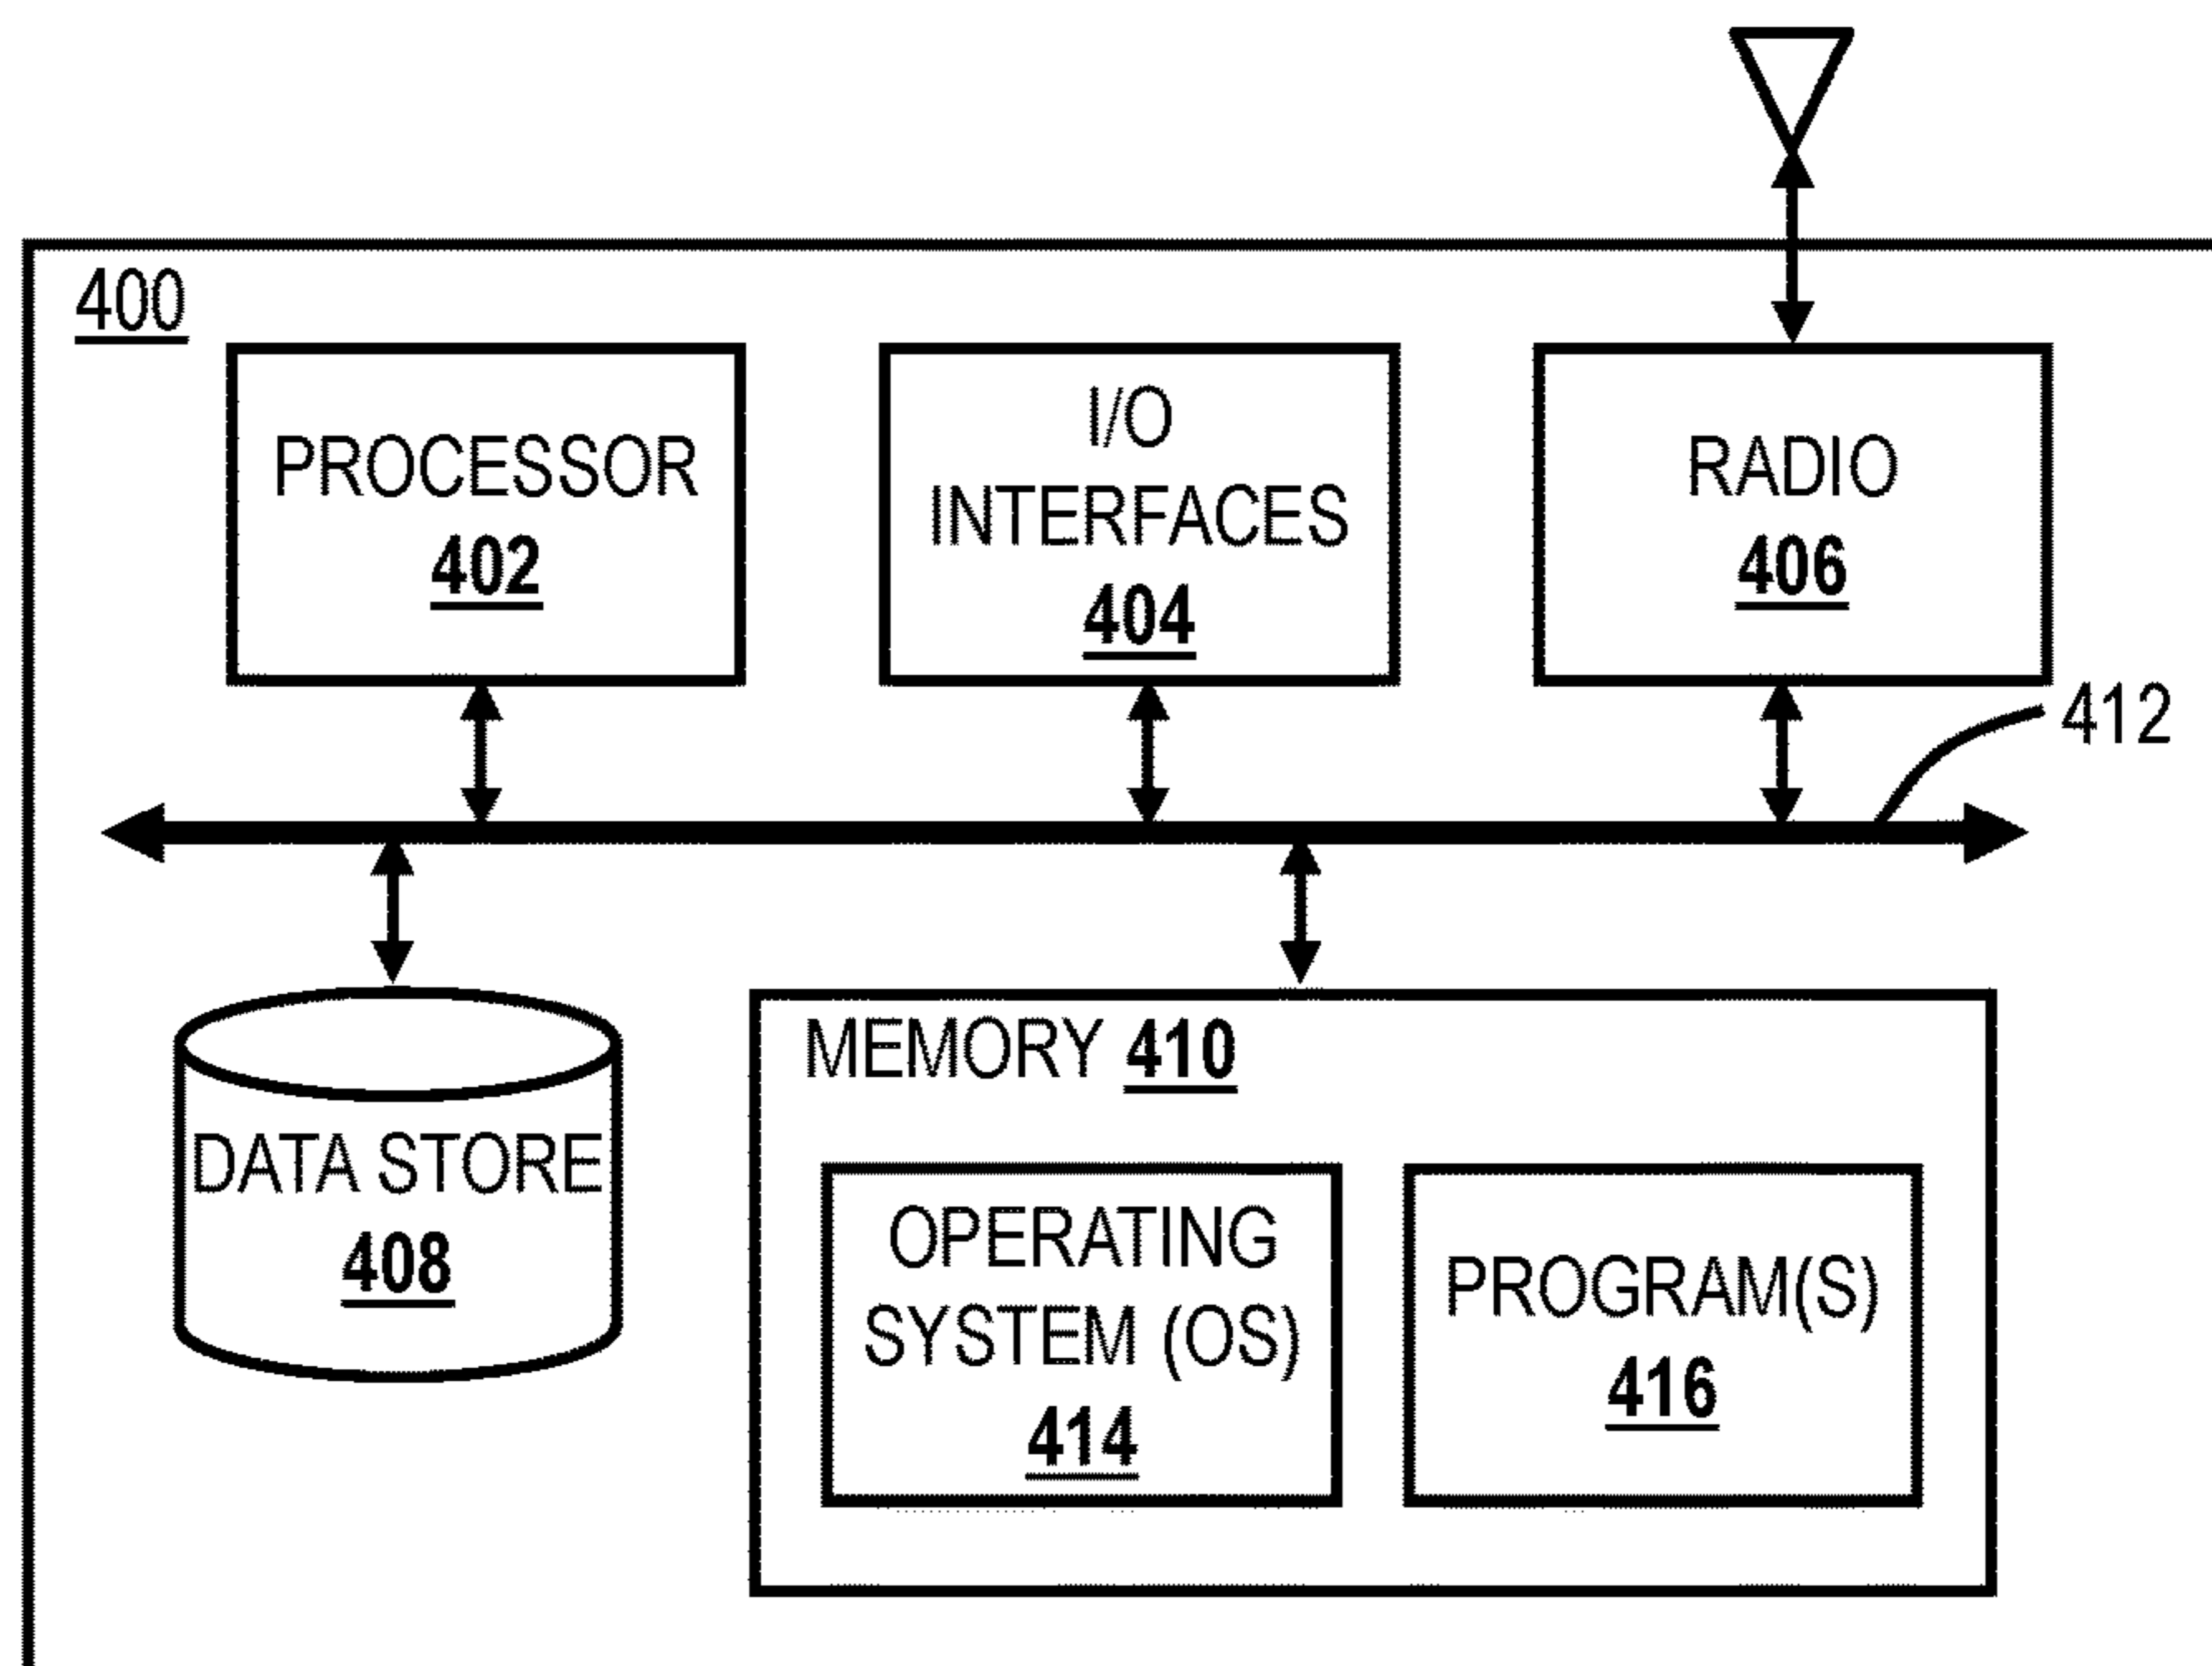 400
PROCESSOR
402
I/O
INTERFACES
404
RADIO
406
412
DATA STORE
408
MEMORY 410
OPERATING
SYSTEM (OS)
414
PROGRAM(S)
416